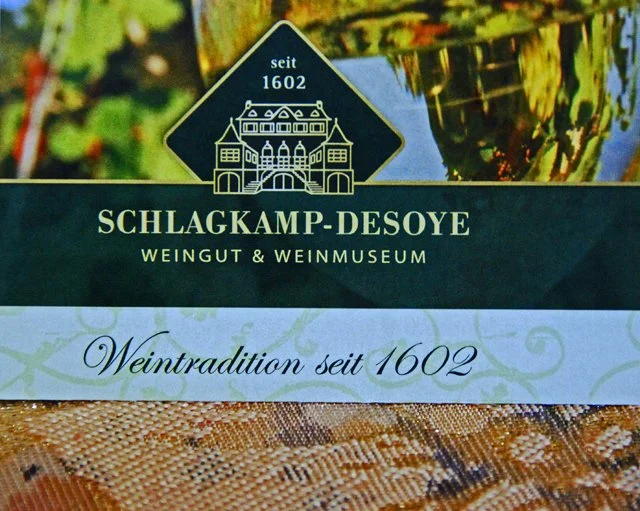 seit
1602
SCHLAGKAMP-DESOYE
WEINGUT & WEINMUSEUM
Weintradition seit 1602